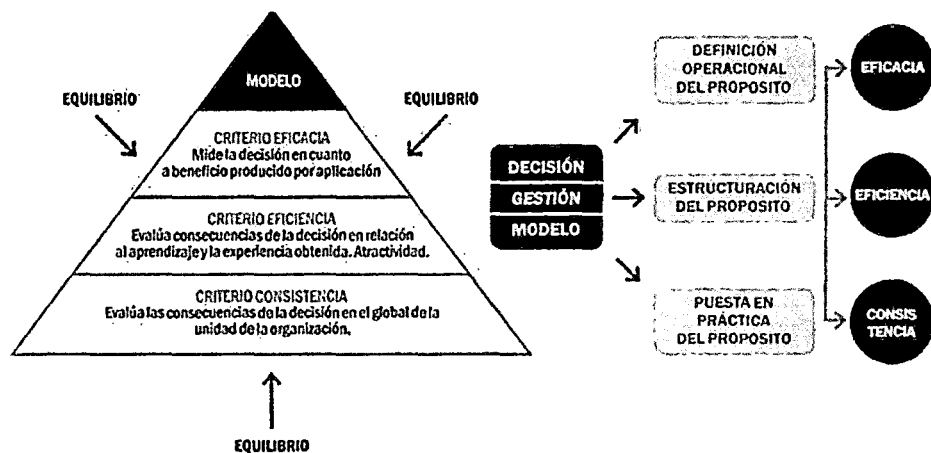 MODELO
EQUILIBRIO
EQUILIBRIO
CRITERIO EFICACIA
Mide la decisión en cuanto
a beneficio producido por aplicación
CRITERIO EFICIENCIA
Evalúa consecuencias de la decisión en relación
al aprendizaje y la experiencia obtenida. Atractividad.
CRITERIO CONSISTENCIA
Evalúa las consecuencias de la decisión en el global de la
unidad de la organización.
EQUILIBRIO
DECISIÓN
GESTIÓN
MODELO
DEFINICIÓN
OPERACIONAL
DEL PROPOSITO
ESTRUCTURACIÓN
DEL PROPOSITO
PUESTA EN
PRÁCTICA
DEL PROPOSITO
EFICACIA
EFICIENCIA
CONSIS
TENCIA